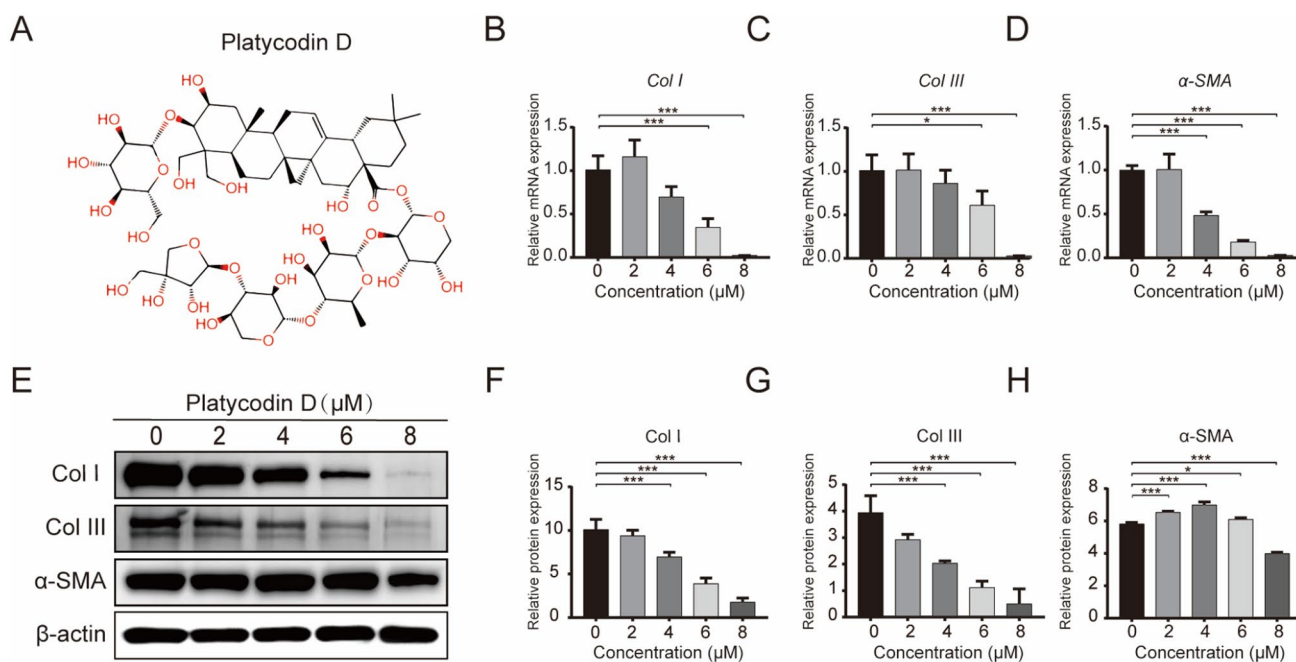 A
Platycodin D
HO
HO
O
HO
O
O
HO
HO
OH
OH
HO
O
O
O
HO
HO
O
O
HO
O
O
HO
HO
HO
OH
OH
HO
OH
O
HO
O
O
O
B
Col I
***
***
Relative mRNA expression
1.5
1.0
0.5
0.0
0 2 4 6 8
Concentration (μM)
C
Col III
***
*
Relative mRNA expression
1.5
1.0
0.5
0.0
0 2 4 6 8
Concentration (μM)
D
α-SMA
***
***
***
Relative mRNA expression
1.5
1.0
0.5
0.0
0 2 4 6 8
Concentration (μM)
E
Platycodin D(μM)
0 2 4 6 8
Col I
Col III
α-SMA
β-actin
F
Col I
***
***
***
Relative protein expression
15
10
5
0
0 2 4 6 8
Concentration (μM)
G
Col III
***
***
***
Relative protein expression
5
4
3
2
1
0
0 2 4 6 8
Concentration (μM)
H
α-SMA
***
*
***
***
Relative protein expression
8
6
4
2
0
0 2 4 6 8
Concentration (μM)